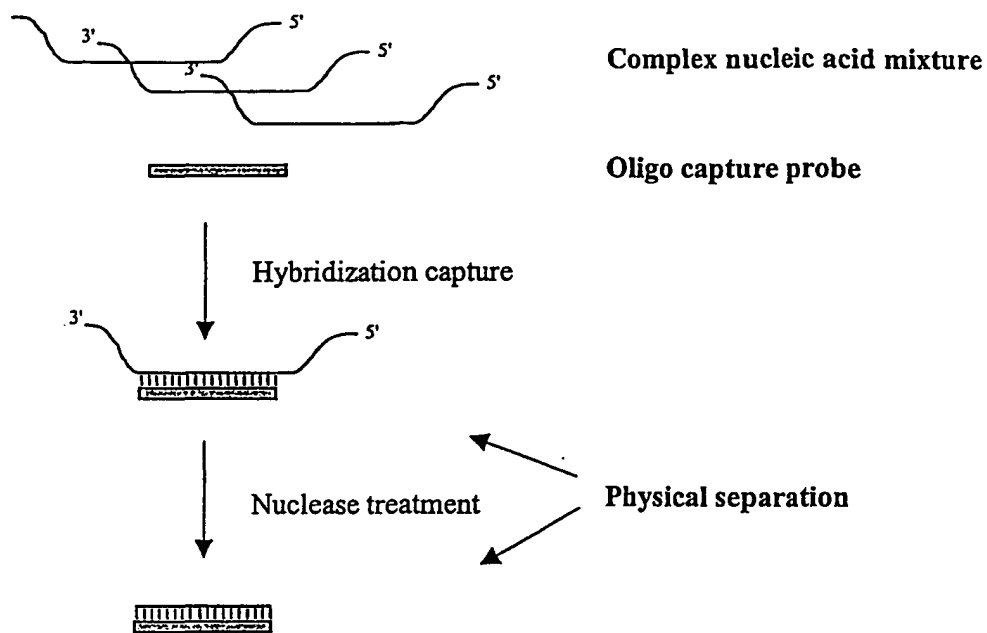 5'
3'
5'
Complex nucleic acid mixture
3'
5'
Oligo capture probe
Hybridization capture
3'
5'
Nuclease treatment
Physical separation